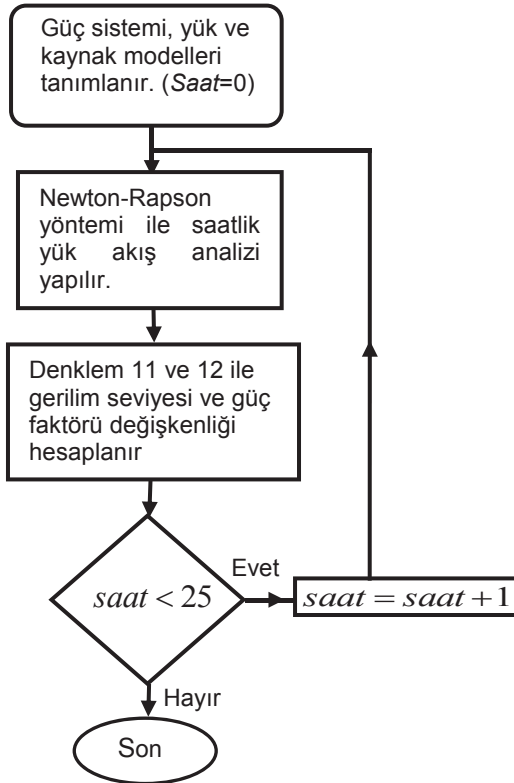 Güç sistemi, yük ve
kaynak modelleri
tanımlanır. (Saat=0)
Newton-Rapson
yöntemi ile saatlik
yük akış analizi
yapılır.
Denklem 11 ve 12 ile
gerilim seviyesi ve güç
faktörü değişkenliği
hesaplanır
saat < 25
Evet
saat = saat +1
Hayır
Son